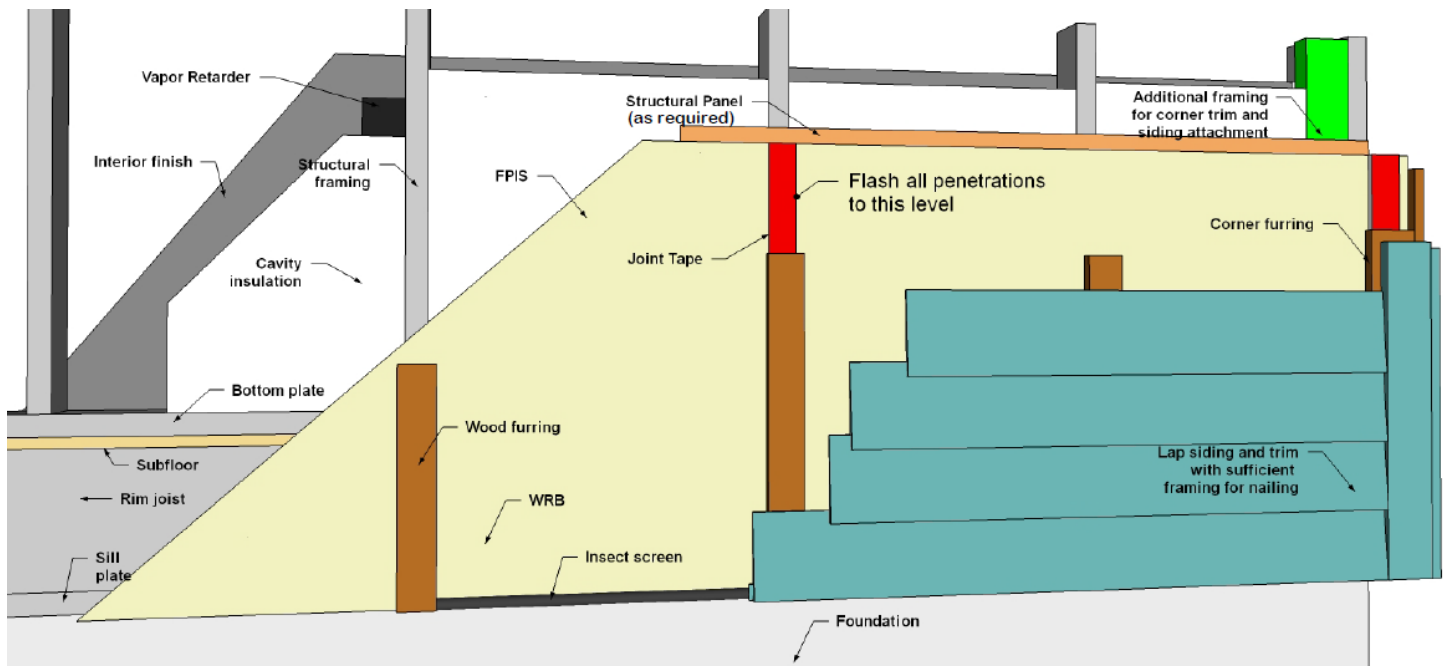 Vapor Retarder
Structural Panel
(as required)
Additional framing
for corner trim and
siding attachment
Interior finish
Structural
framing
FPIS
Flash all penetrations
to this level
Corner furring
Joint Tape
Cavity
insulation
Bottom plate
Wood furring
Subfloor
Lap siding and trim
with sufficient
framing for nailing
Rim joist
WRB
Insect screen
Sill
plate
Foundation